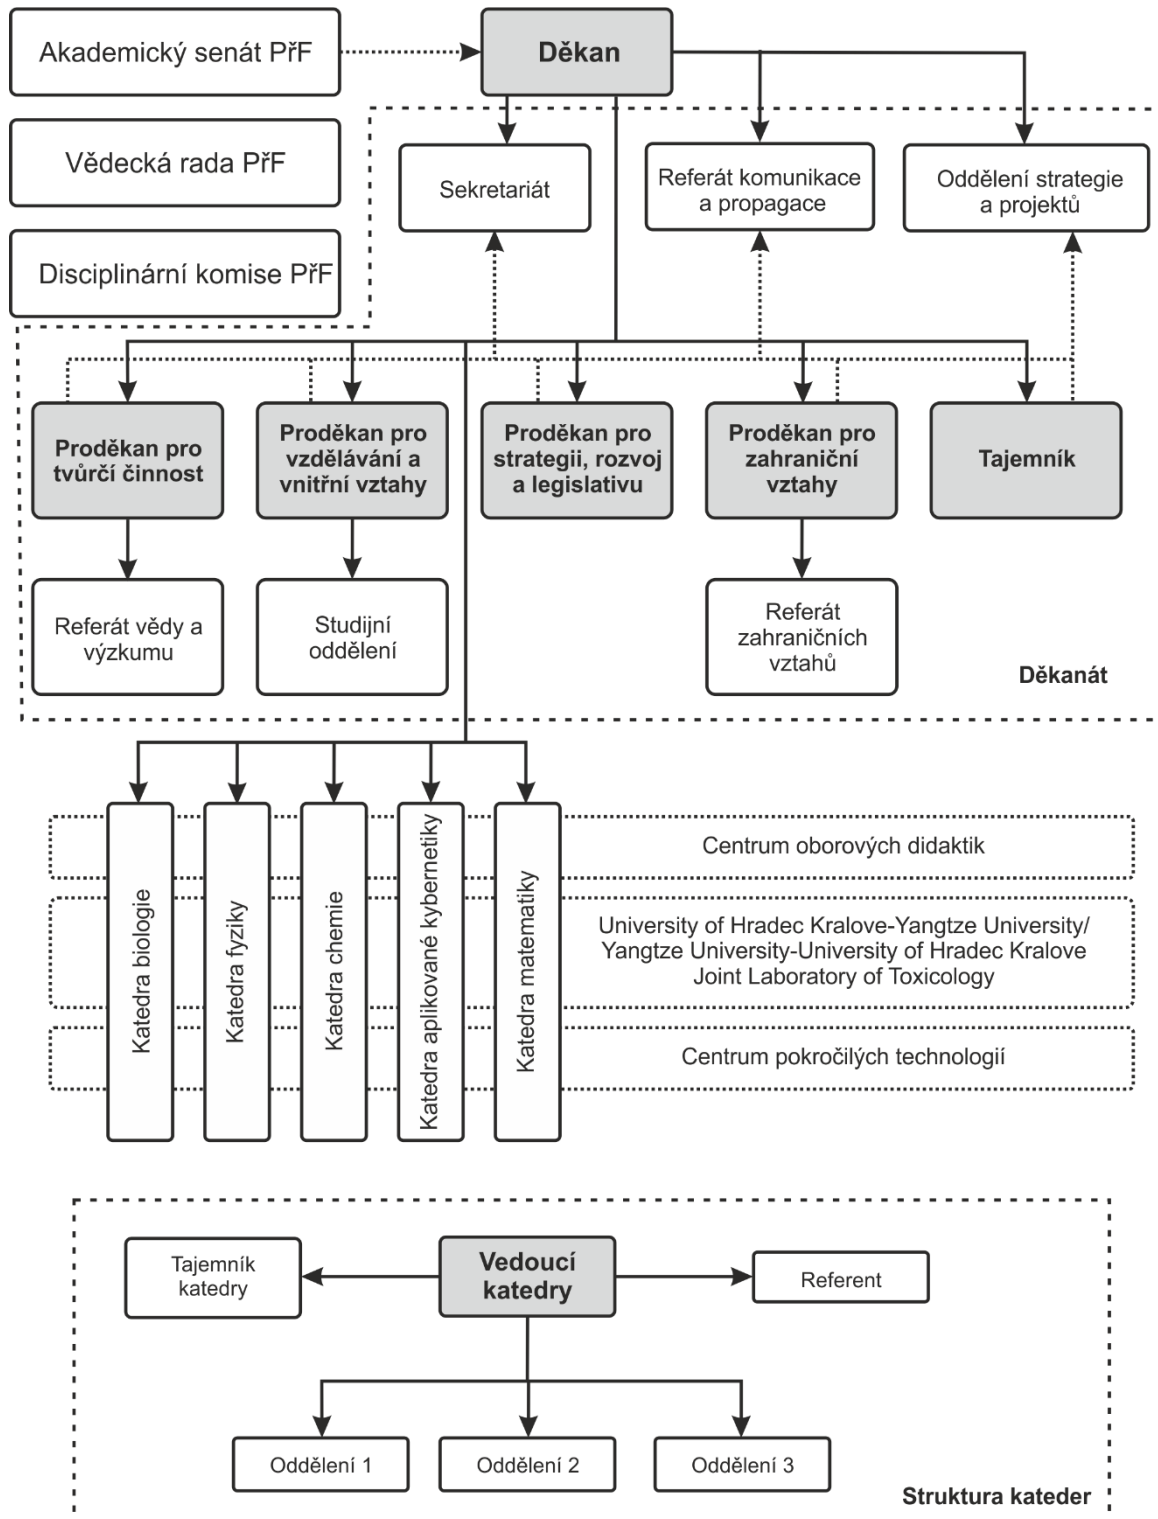 Akademický senát PřF
Děkan
Vědecká rada PřF
Disciplinární komise PřF
Sekretariát
Referát komunikace
a propagace
Oddělení strategie
a projektů
Proděkan pro
tvůrčí činnost
Proděkan pro
vzdělávání a
vnitřní vztahy
Proděkan pro
strategii, rozvoj
a legislativu
Proděkan pro
zahraniční
vztahy
Tajemník
Referát vědy a
výzkumu
Studijní
oddělení
Referát
zahraničních
vztahů
Děkanát
Katedra biologie
Katedra fyziky
Katedra chemie
Katedra aplikované kybernetiky
Katedra matematiky
Centrum oborových didaktik
University of Hradec Kralove-Yangtze University/
Yangtze University-University of Hradec Kralove
Joint Laboratory of Toxicology
Centrum pokročilých technologií
Tajemník
katedry
Vedoucí
katedry
Referent
Oddělení 1
Oddělení 2
Oddělení 3
Struktura kateder